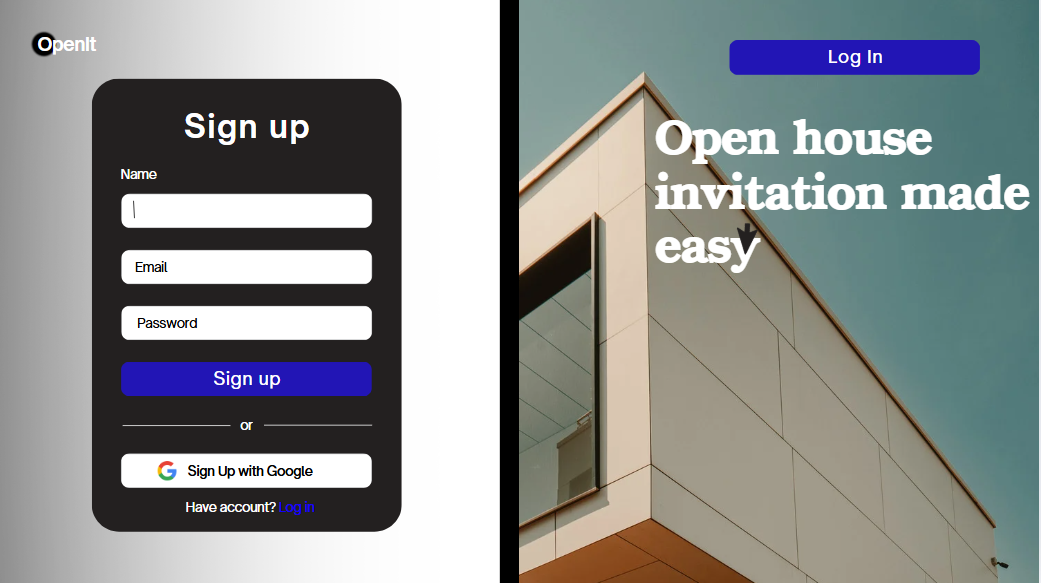 OpenIt
Sign up
Name
Email
Password
Sign up
or
Sign Up with Google
Have account? Log in
Log In
Open house
invitation made
easy